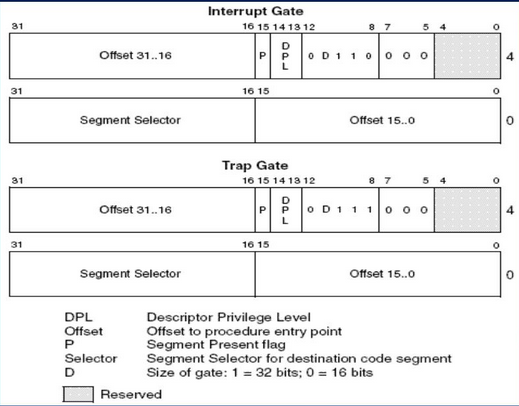 Interrupt Gate
31 16 15 14 13 12 8 7 5 4 0
Offset 31..16 P DPL 0 D 1 1 0 0 0 0 4
31 16 15 0
Segment Selector Offset 15..0 0
Trap Gate
31 16 15 14 13 12 8 7 5 4 0
Offset 31..16 P DPL 0 D 1 1 1 0 0 0 4
31 16 15 0
Segment Selector Offset 15..0 0
DPL Descriptor Privilege Level
Offset Offset to procedure entry point
P Segment Present flag
Selector Segment Selector for destination code segment
D Size of gate: 1 = 32 bits; 0 = 16 bits
Reserved